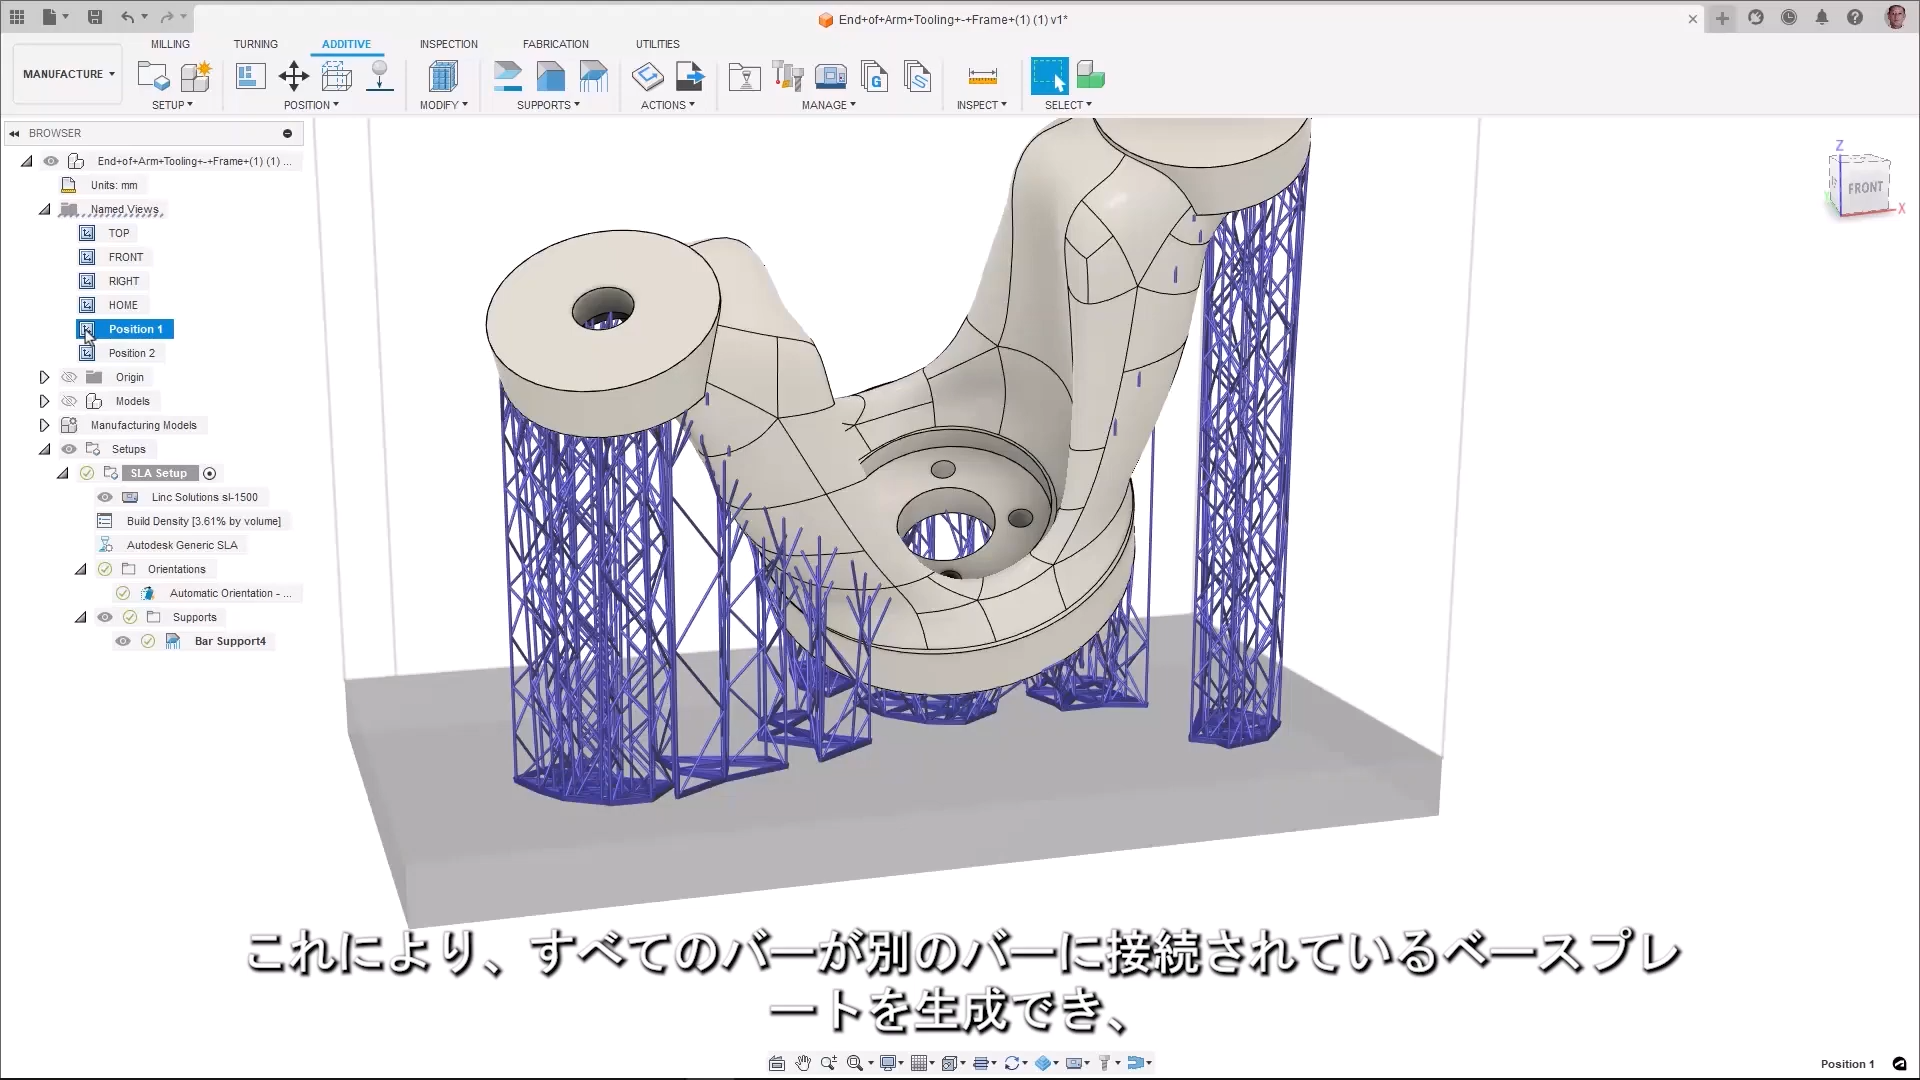 End+of+Arm+Tooling+-+Frame+(1) (1) v1*
MILLING TURNING ADDITIVE INSPECTION FABRICATION UTILITIES
MANUFACTURE
SETUP POSITION MODIFY SUPPORTS ACTIONS MANAGE INSPECT SELECT
BROWSER
End+of+Arm+Tooling+-+Frame+(1) (1) ...
Units: mm
Named Views
TOP
FRONT
RIGHT
HOME
Position 1
Position 2
Origin
Models
Manufacturing Models
Setups
SLA Setup
Linc Solutions sl-1500
Build Density [3.61% by volume]
Autodesk Generic SLA
Orientations
Automatic Orientation - ...
Supports
Bar Support4
Z
FRONT
X
これにより、すべてのバーが別のバーに接続されているベースプレ
ートを生成でき、
Position 1